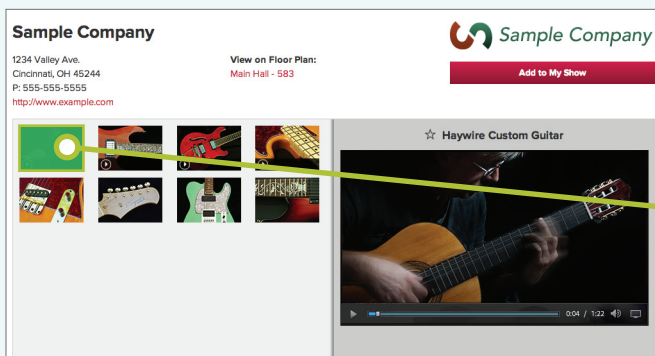 Sample Company
Sample Company
1234 Valley Ave.
Cincinnati, OH 45244
P: 555-555-5555
http://www.example.com
View on Floor Plan:
Main Hall - 583
Add to My Show
☆ Haywire Custom Guitar
0:04 / 1:22